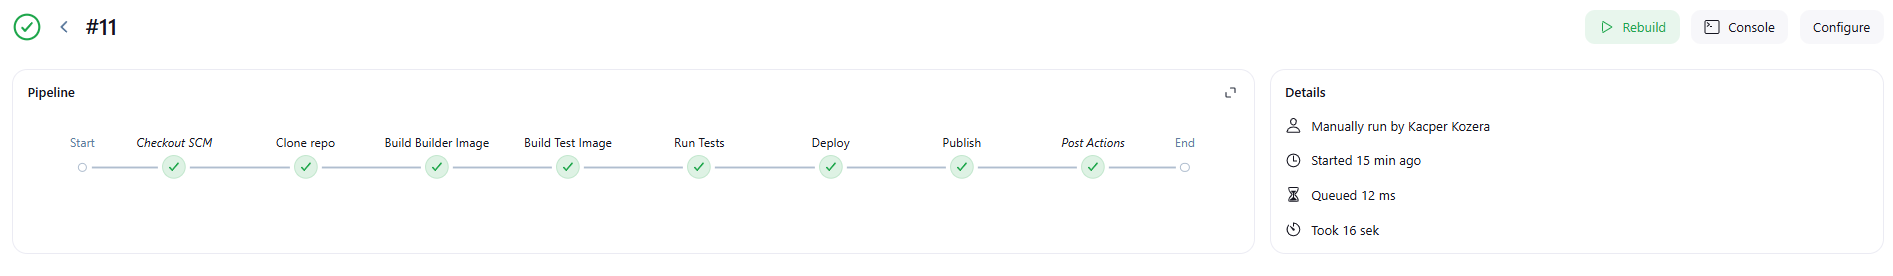 #11
Rebuild
Console
Configure
Pipeline
Start
Checkout SCM
Clone repo
Build Builder Image
Build Test Image
Run Tests
Deploy
Publish
Post Actions
End
Details
Manually run by Kacper Kozera
Started 15 min ago
Queued 12 ms
Took 16 sek